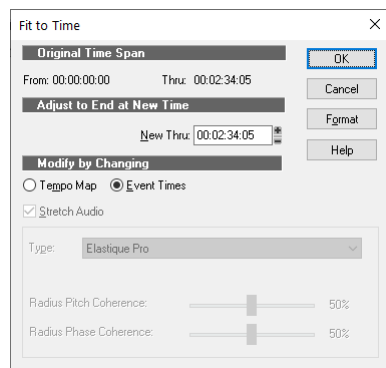 Fit to Time
Original Time Span
OK
From: 00:00:00:00 Thru: 00:02:34:05
Cancel
Adjust to End at New Time
Format
New Thru: 00:02:34:05
Help
Modify by Changing
Tempo Map Event Times
Stretch Audio
Type: Elastique Pro
Radius Pitch Coherence: 50%
Radius Phase Coherence: 50%